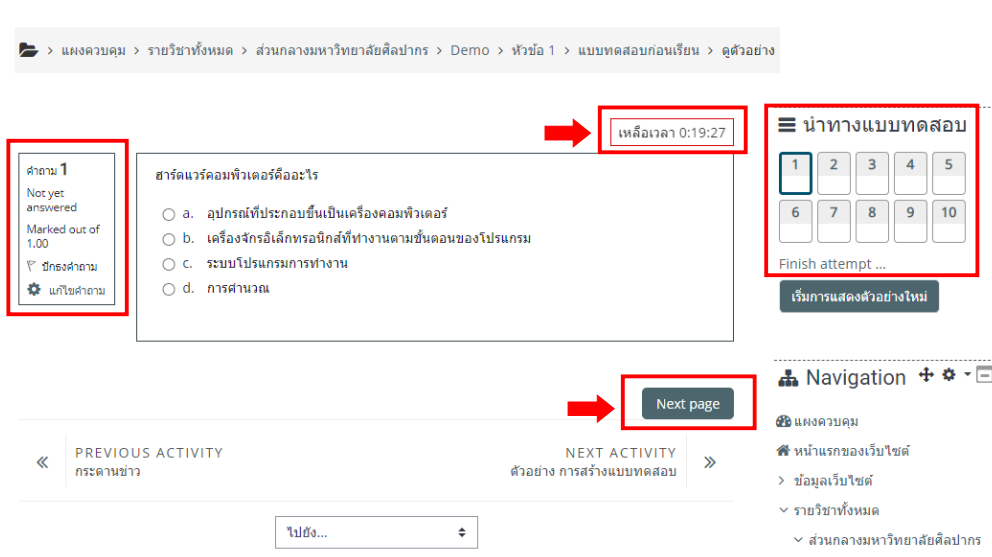 > แผงควบคุม > รายวิชาทั้งหมด > ส่วนกลางมหาวิทยาลัยศิลปากร > Demo > หัวข้อ 1 > แบบทดสอบก่อนเรียน > ดูตัวอย่าง
เหลือเวลา 0:19:27
คำถาม 1
Not yet
answered
Marked out of
1.00
ปักธงคำถาม
แก้ไขคำถาม
ฮาร์ดแวร์คอมพิวเตอร์คืออะไร
a. อุปกรณ์ที่ประกอบขึ้นเป็นเครื่องคอมพิวเตอร์
b. เครื่องจักรอิเล็กทรอนิกส์ที่ทำงานตามขั้นตอนของโปรแกรม
c. ระบบโปรแกรมการทำงาน
d. การคำนวณ
Next page
PREVIOUS ACTIVITY
กระดานข่าว
NEXT ACTIVITY
ตัวอย่าง การสร้างแบบทดสอบ
ไปยัง...
นำทางแบบทดสอบ
1 2 3 4 5
6 7 8 9 10
Finish attempt ...
เริ่มการแสดงตัวอย่างใหม่
Navigation
แผงควบคุม
หน้าแรกของเว็บไซต์
ข้อมูลเว็บไซต์
รายวิชาทั้งหมด
ส่วนกลางมหาวิทยาลัยศิลปากร